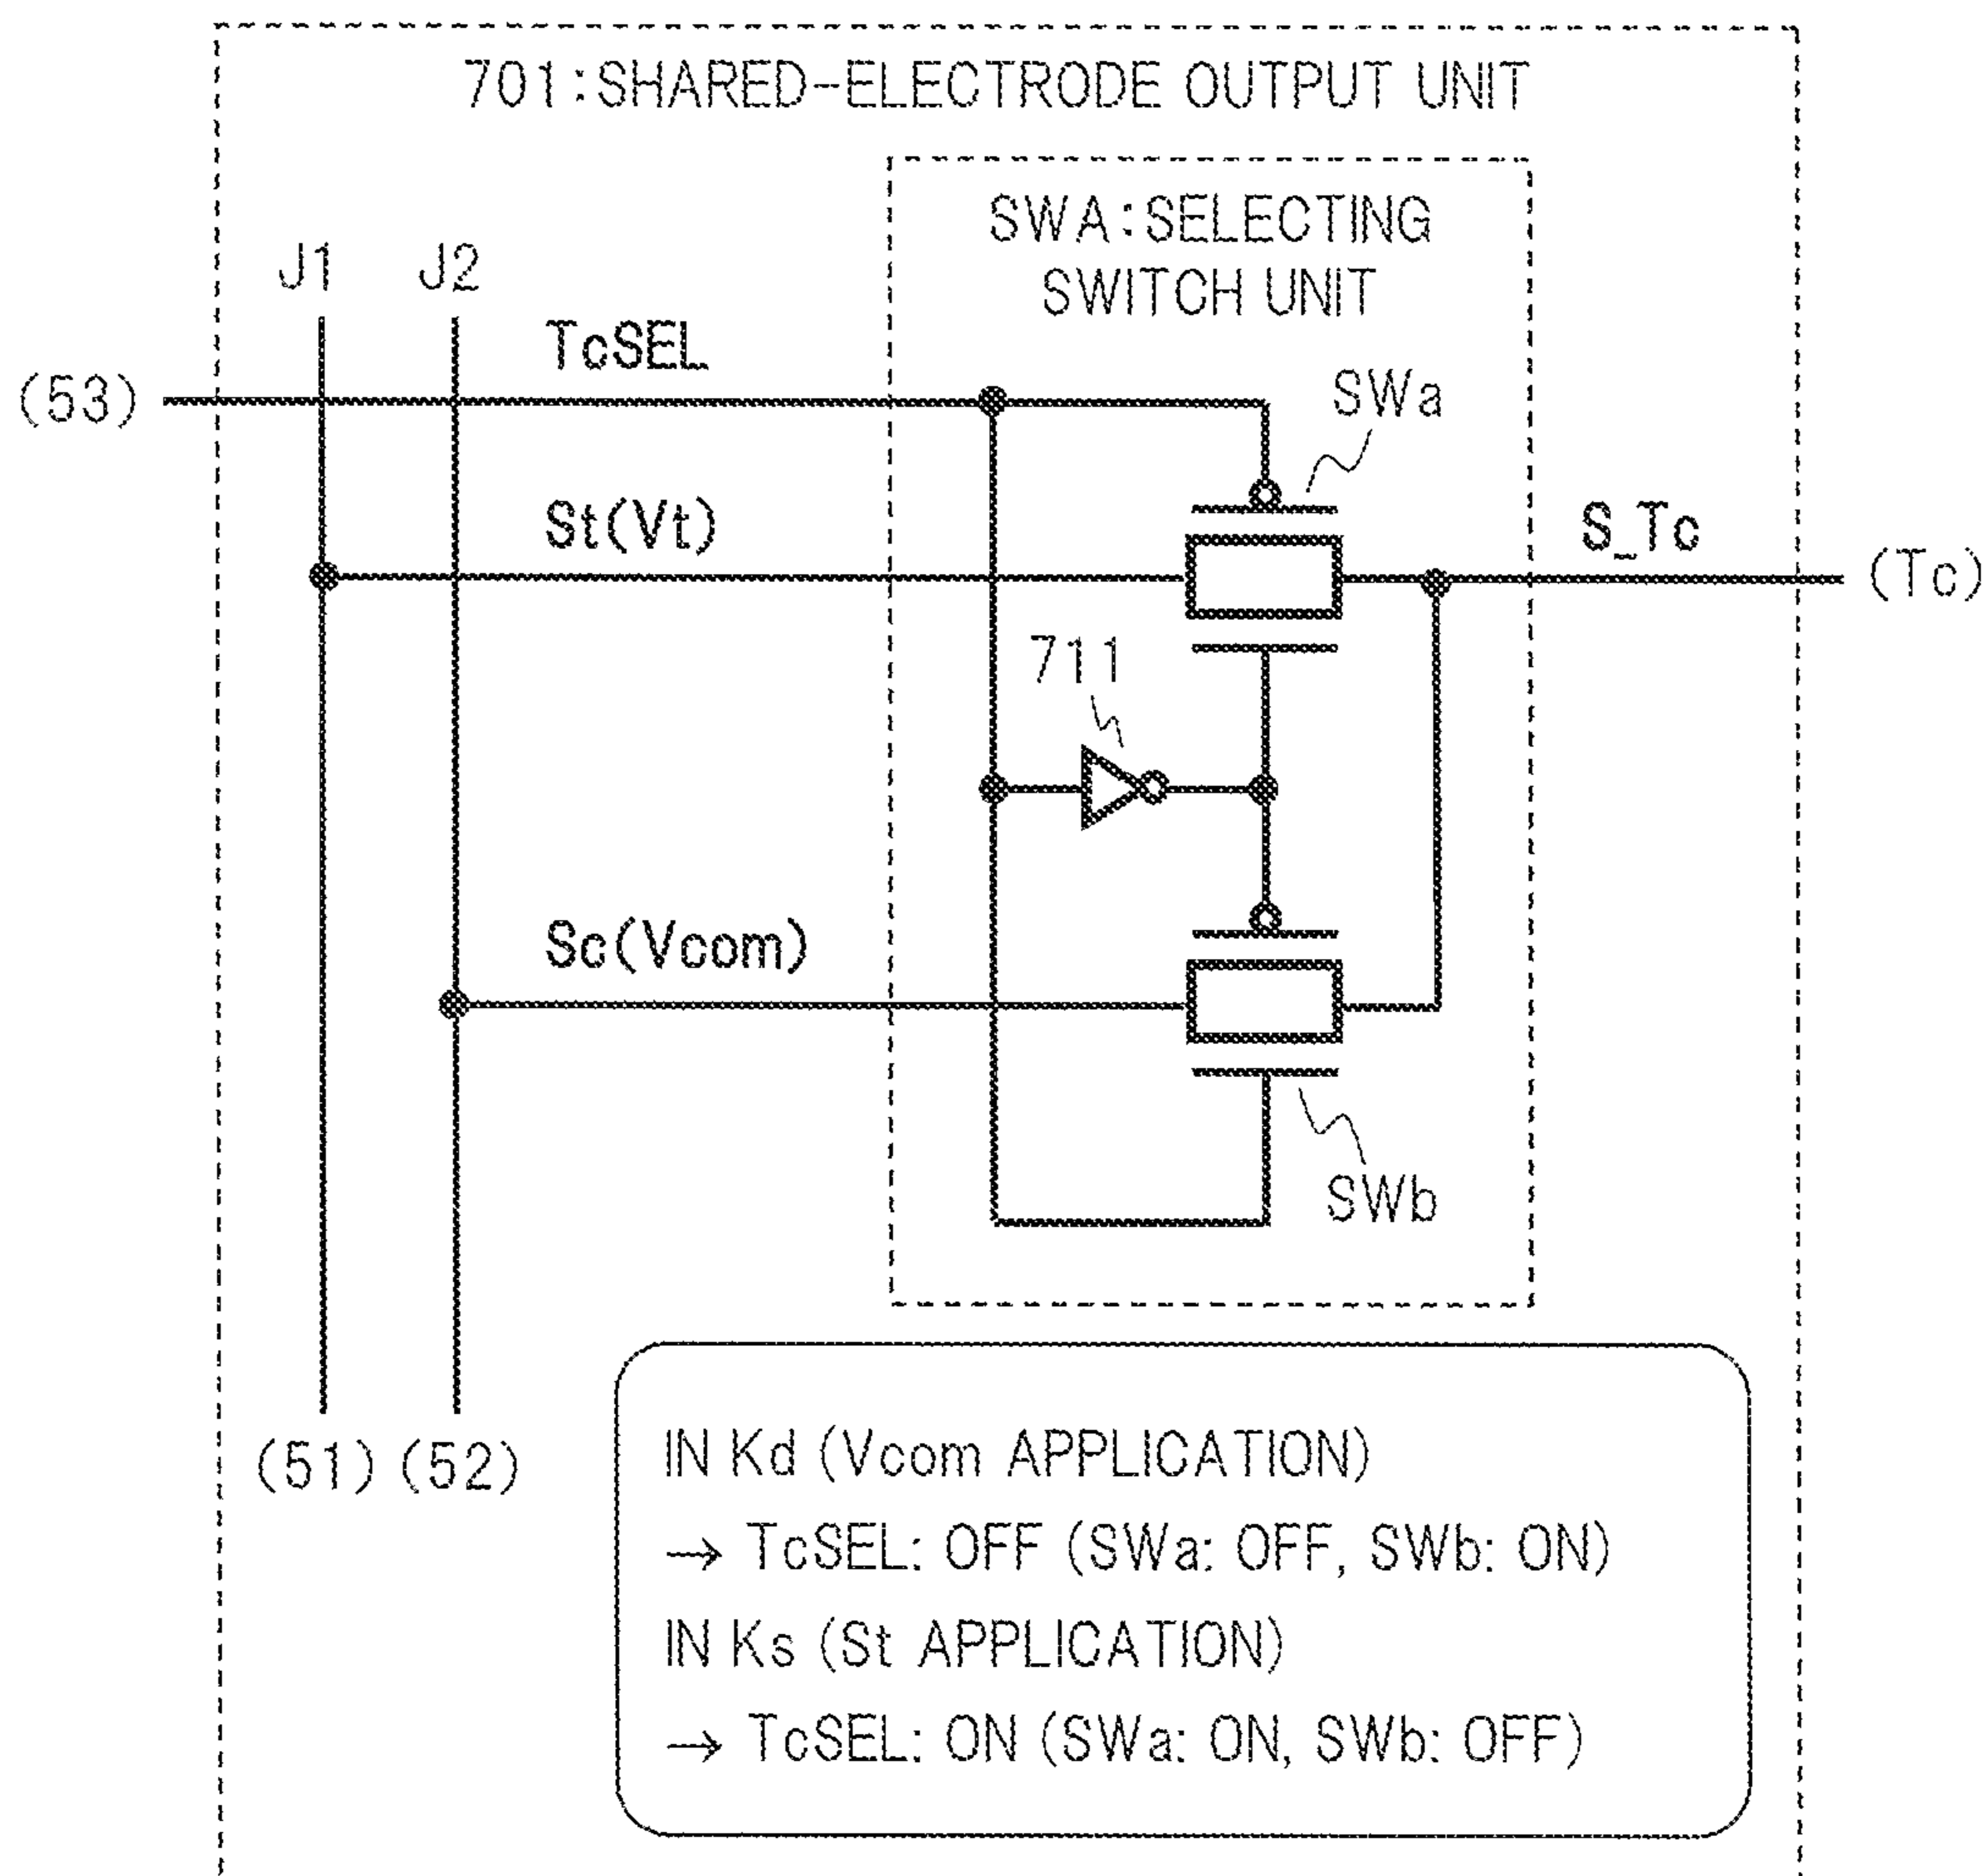 701:SHARED-ELECTRODE OUTPUT UNIT
SWA:SELECTING
SWITCH UNIT
J1
J2
TcSEL
(53)
SWa
St(Vt)
S_Tc
(Tc)
711
Sc(Vcom)
SWb
(51)
(52)
IN Kd (Vcom APPLICATION)
→ TcSEL: OFF (SWa: OFF, SWb: ON)
IN Ks (St APPLICATION)
→ TcSEL: ON (SWa: ON, SWb: OFF)